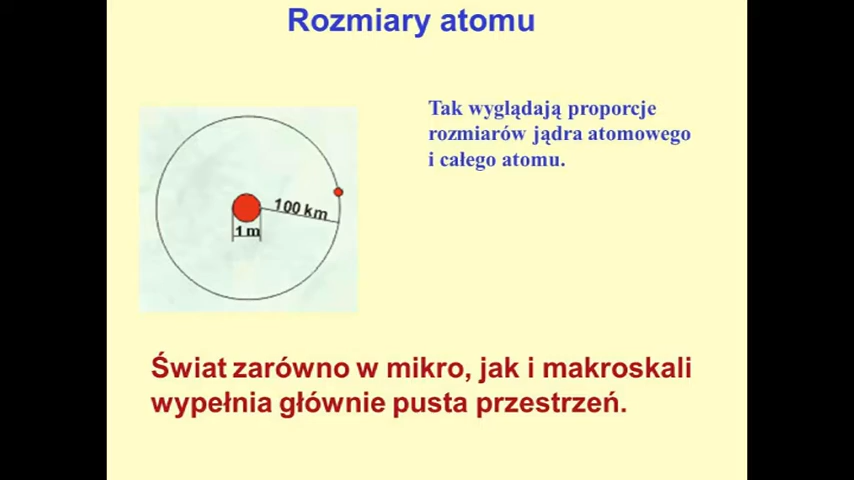 Rozmiary atomu
Tak wyglądają proporcje
rozmiarów jądra atomowego
i całego atomu.
100 km
1 m
Świat zarówno w mikro, jak i makroskali
wypełnia głównie pusta przestrzeń.